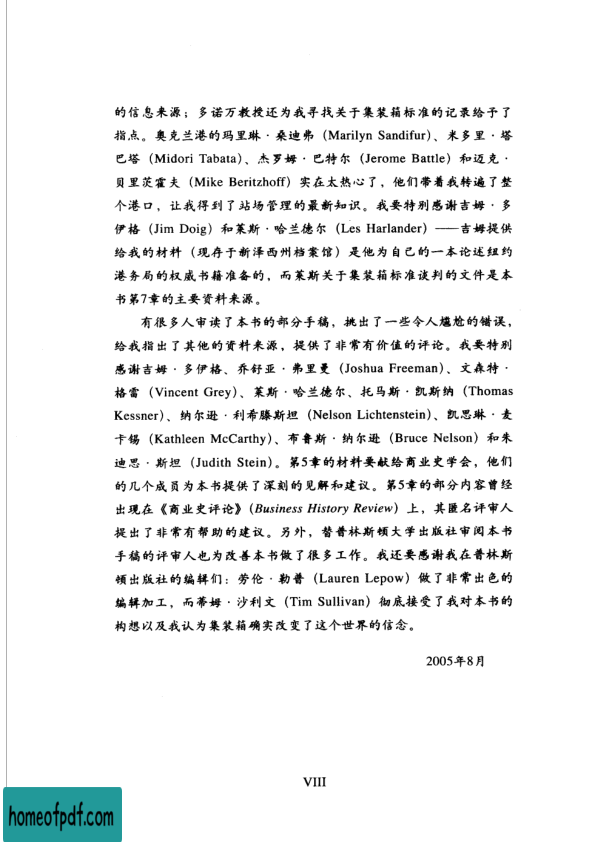 的信息来源；多诺万教授还为我寻找关于集装箱标准的记录给予了
指点。奥克兰港的玛里琳·桑迪弗（Marilyn Sandifur）、米多里·塔
巴塔（Midori Tabata）、杰罗姆·巴特尔（Jerome Battle）和迈克·
贝里茨霍夫（Mike Beritzhoff）实在太热心了，他们带着我转遍了整
个港口，让我得到了站场管理的最新知识。我要特别感谢吉姆·多
伊格（Jim Doig）和莱斯·哈兰德尔（Les Harlander）——吉姆提供
给我的材料（现存于新泽西州档案馆）是他为自己的一本论述纽约
港务局的权威书籍准备的，而莱斯关于集装箱标准谈判的文件是本
书第7章的主要资料来源。
有很多人审读了本书的部分手稿，挑出了一些令人尴尬的错误，
给我指出了其他的资料来源，提供了非常有价值的评论。我要特别
感谢吉姆·多伊格、乔舒亚·弗里曼（Joshua Freeman）、文森特·
格雷（Vincent Grey）、莱斯·哈兰德尔、托马斯·凯斯纳（Thomas
Kessner）、纳尔逊·利希滕斯坦（Nelson Lichtenstein）、凯思琳·麦
卡锡（Kathleen McCarthy）、布鲁斯·纳尔逊（Bruce Nelson）和朱
迪思·斯坦（Judith Stein）。第5章的材料要献给商业史学会，他们
的几个成员为本书提供了深刻的见解和建议。第5章的部分内容曾经
出现在《商业史评论》（Business History Review）上，其匿名评审人
提出了非常有帮助的建议。另外，替普林斯顿大学出版社审阅本书
手稿的评审人也为改善本书做了很多工作。我还要感谢我在普林斯
顿出版社的编辑们：劳伦·勒普（Lauren Lepow）做了非常出色的
编辑加工，而蒂姆·沙利文（Tim Sullivan）彻底接受了我对本书的
构想以及我认为集装箱确实改变了这个世界的信念。
2005年8月
VIII
homeofpdf.com